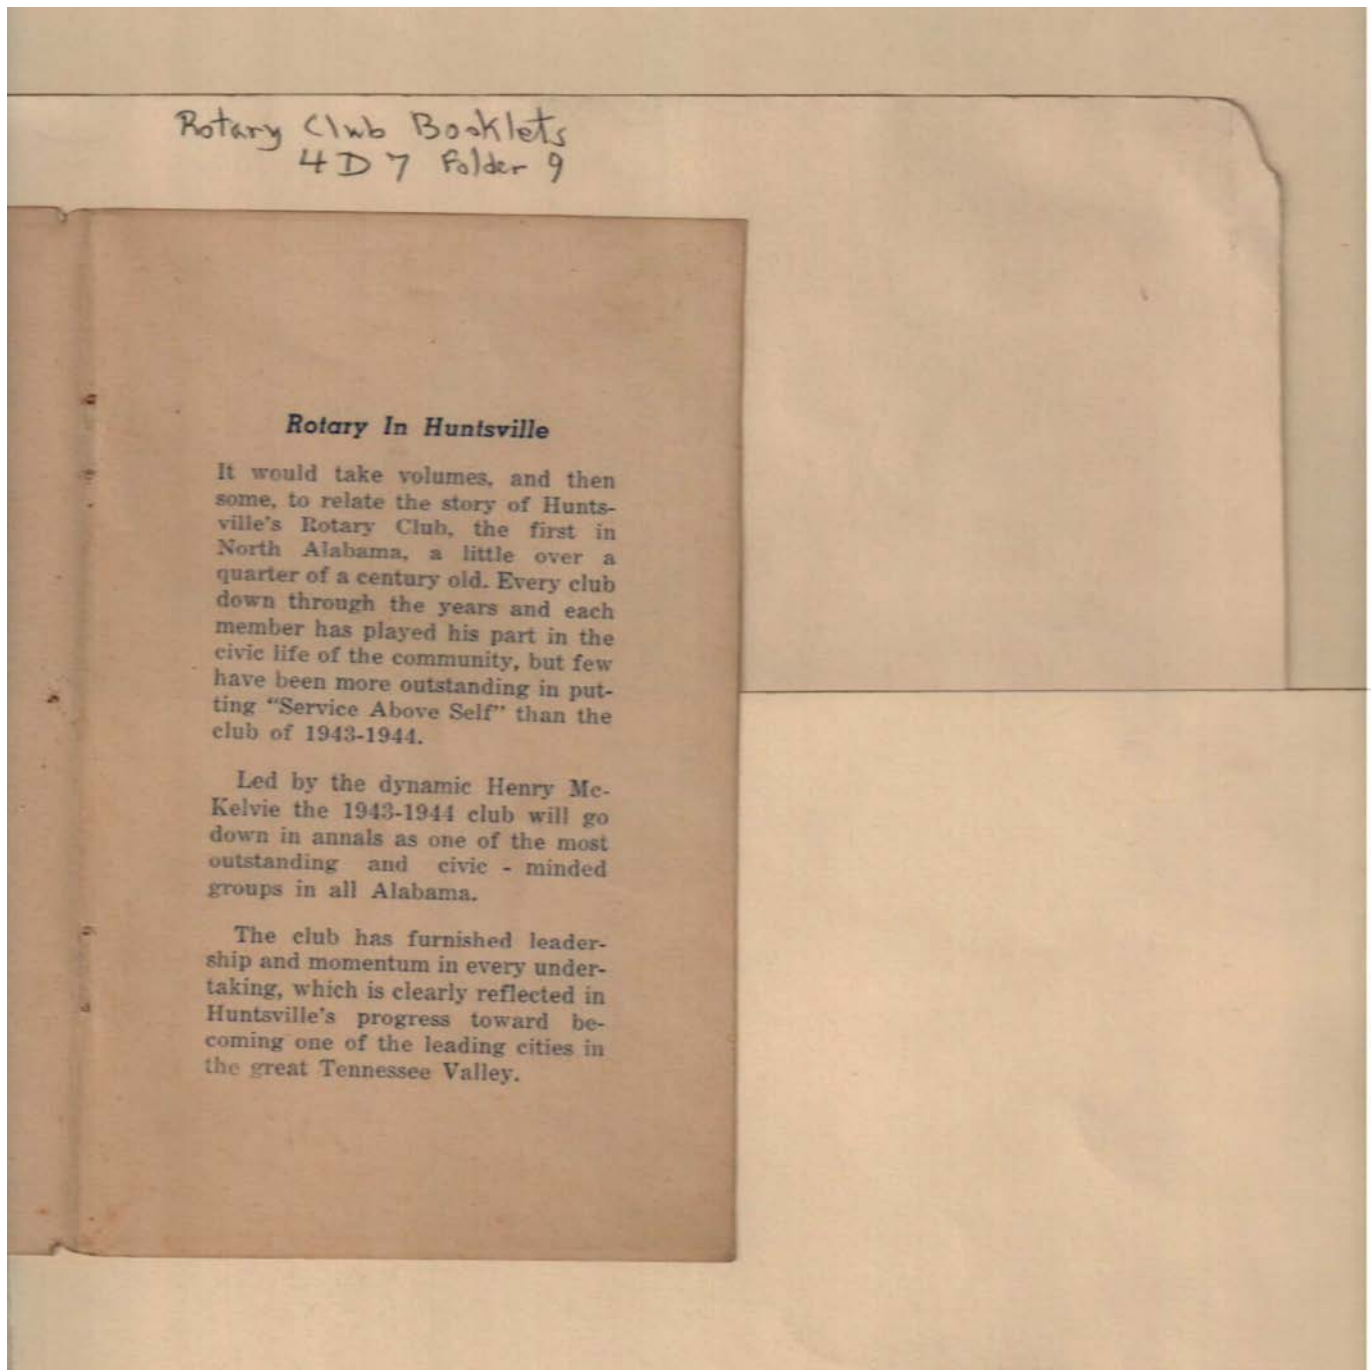 Rotary Club Booklets
4D7 Folder 9
Rotary In Huntsville
It would take volumes, and then
some, to relate the story of Hunts-
ville's Rotary Club, the first in
North Alabama, a little over a
quarter of a century old. Every club
down through the years and each
member has played his part in the
civic life of the community, but few
have been more outstanding in put-
ting "Service Above Self" than the
club of 1943-1944.
Led by the dynamic Henry Mc-
Kelvie the 1943-1944 club will go
down in annals as one of the most
outstanding and civic - minded
groups in all Alabama.
The club has furnished leader-
ship and momentum in every under-
taking, which is clearly reflected in
Huntsville's progress toward be-
coming one of the leading cities in
the great Tennessee Valley.